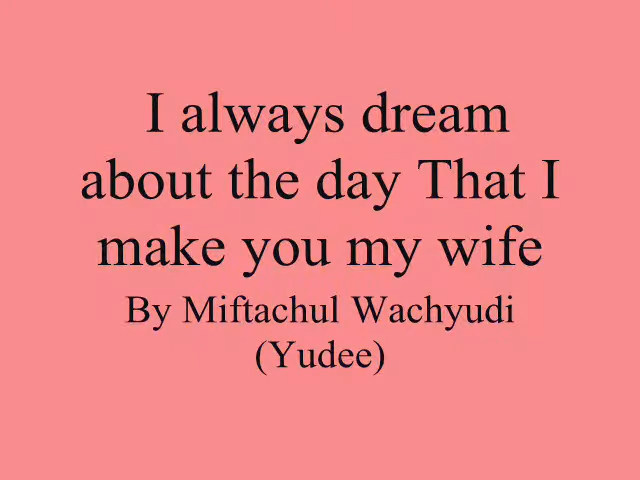 I always dream
about the day That I
make you my wife
By Miftachul Wachyudi
(Yudee)